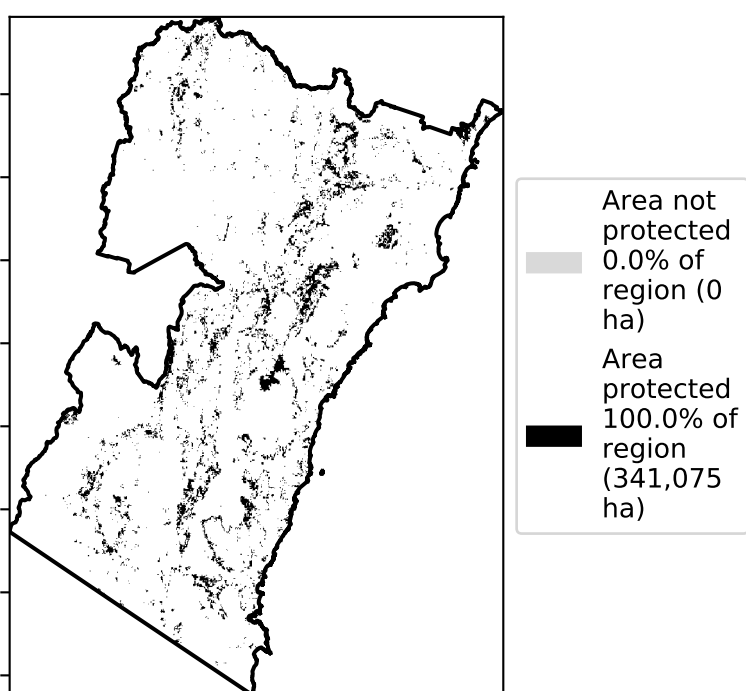 Area not
protected
0.0% of
region (0
ha)
Area
protected
100.0% of
region
(341,075
ha)